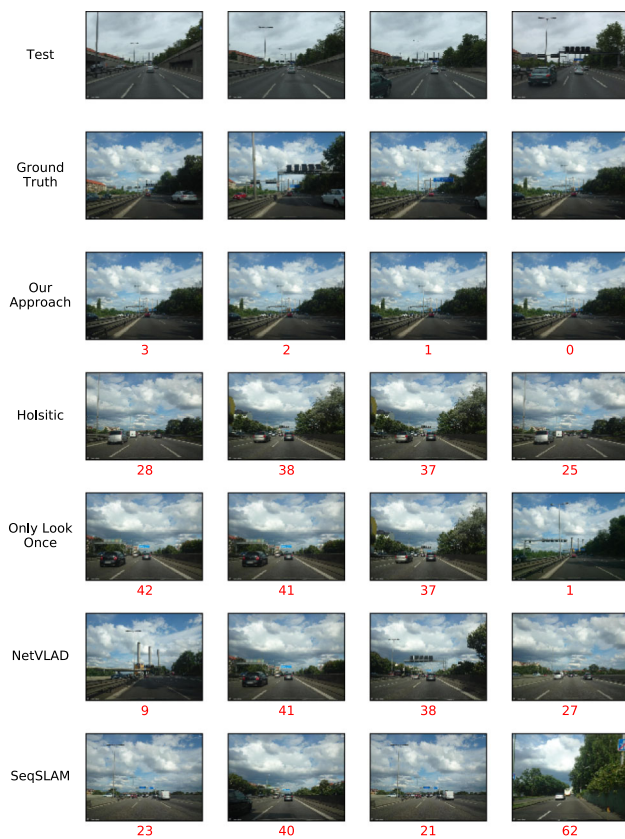 Test
Ground
Truth
Our
Approach
3 2 1 0
Holsitic
28 38 37 25
Only Look
Once
42 41 37 1
NetVLAD
9 41 38 27
SeqSLAM
23 40 21 62